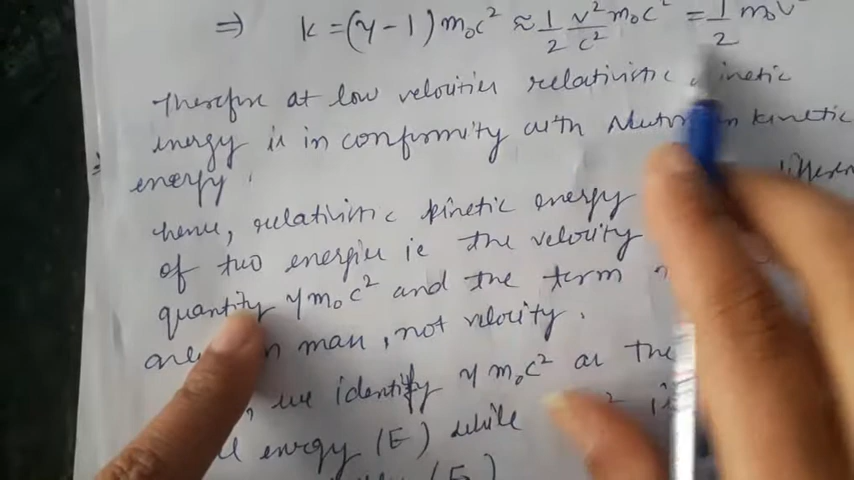 ⇒ K = (γ - 1) m₀c² ≈ 1/2 v²/c² m₀c² = 1/2 m₀v
Therefore at low velocities relativistic kinetic
energy is in conformity with kinetic
energy.
hence, relativistic kinetic energy
of two energies ie the velocity
quantity γm₀c² and the term
on mass, not velocity.
we identify γm₀c² as the
energy (E) while